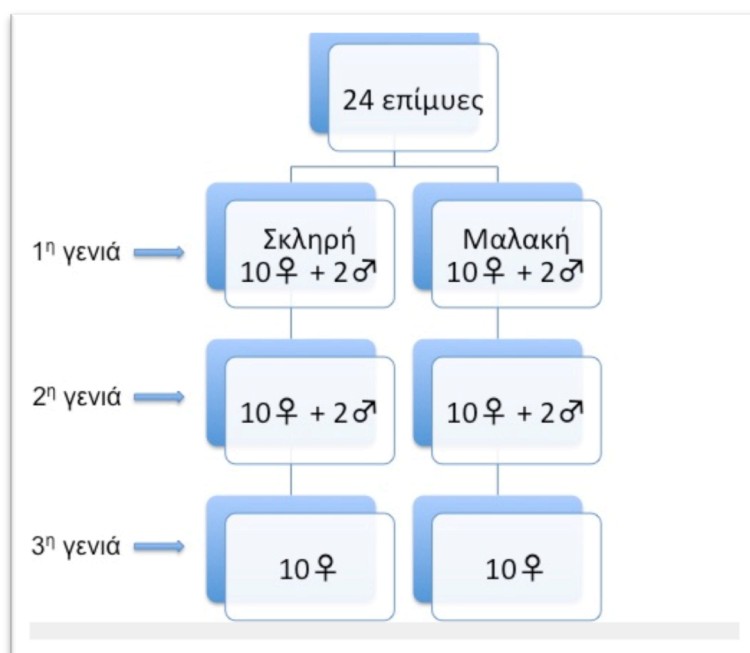 24 επίμυες
1η γενιά
Σκληρή
10♀ + 2♂
Μαλακή
10♀ + 2♂
2η γενιά
10♀ + 2♂
10♀ + 2♂
3η γενιά
10♀
10♀